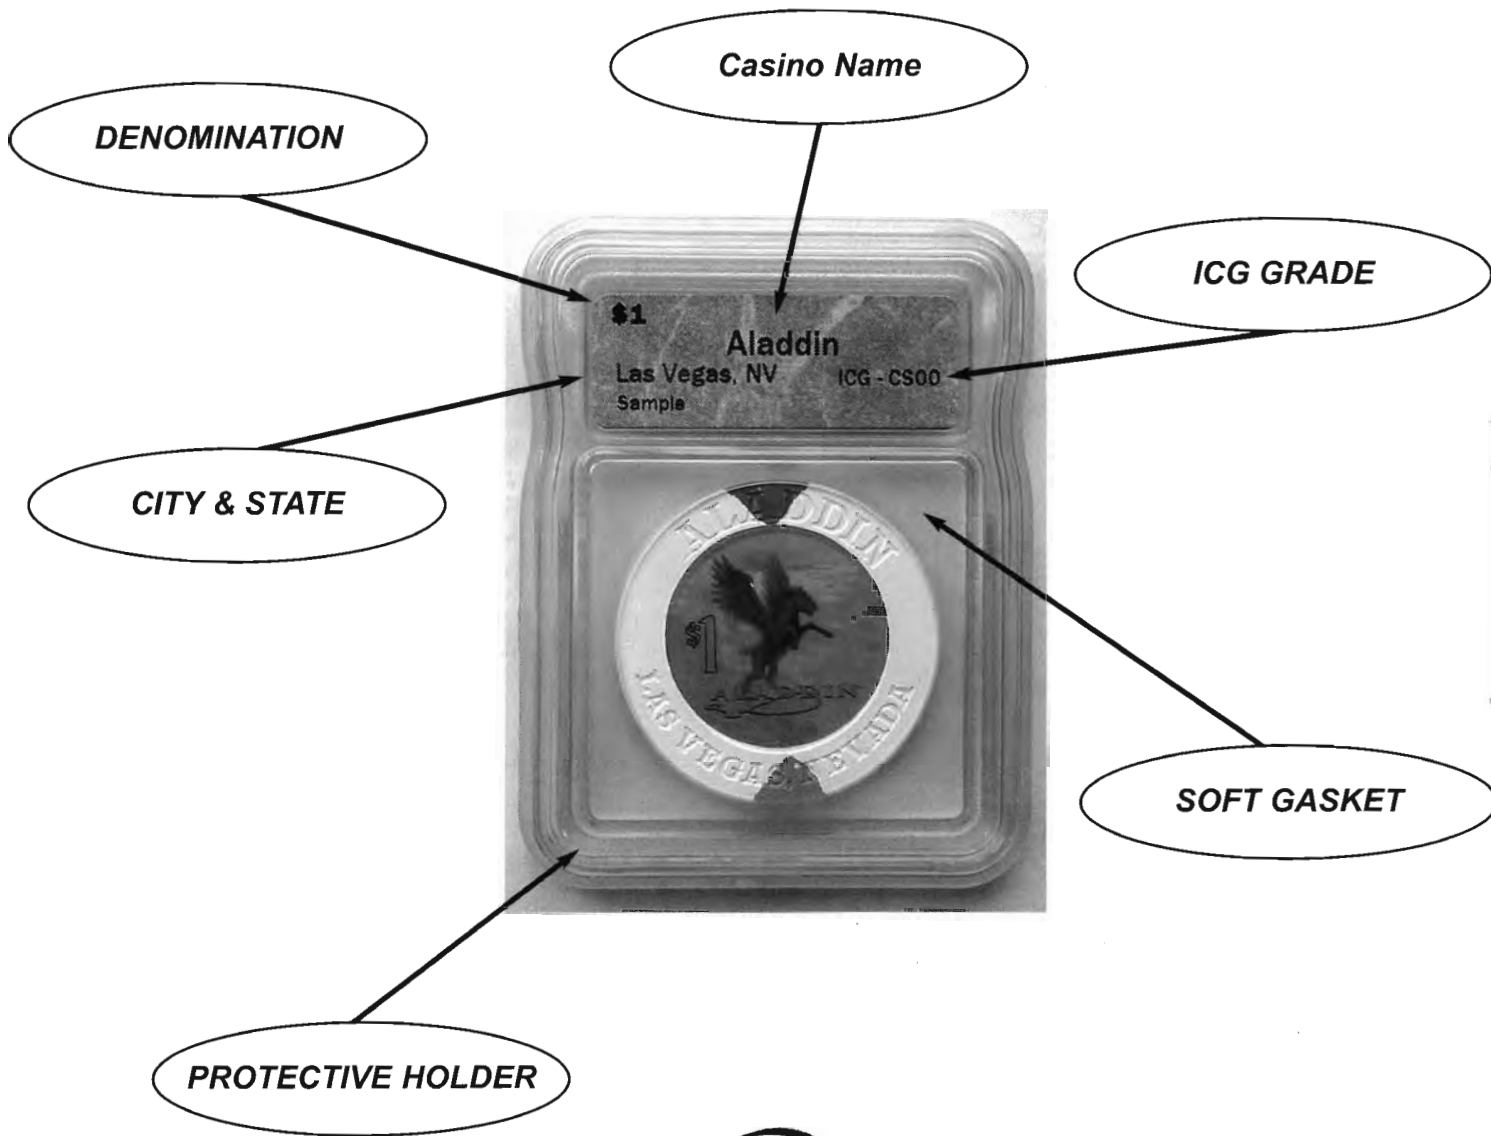 Casino Name
DENOMINATION
ICG GRADE
$1
Aladdin
Las Vegas, NV ICG - CS00
Sample
CITY & STATE
ALADDIN
$1
ALADDIN
LAS VEGAS, NEVADA
SOFT GASKET
PROTECTIVE HOLDER